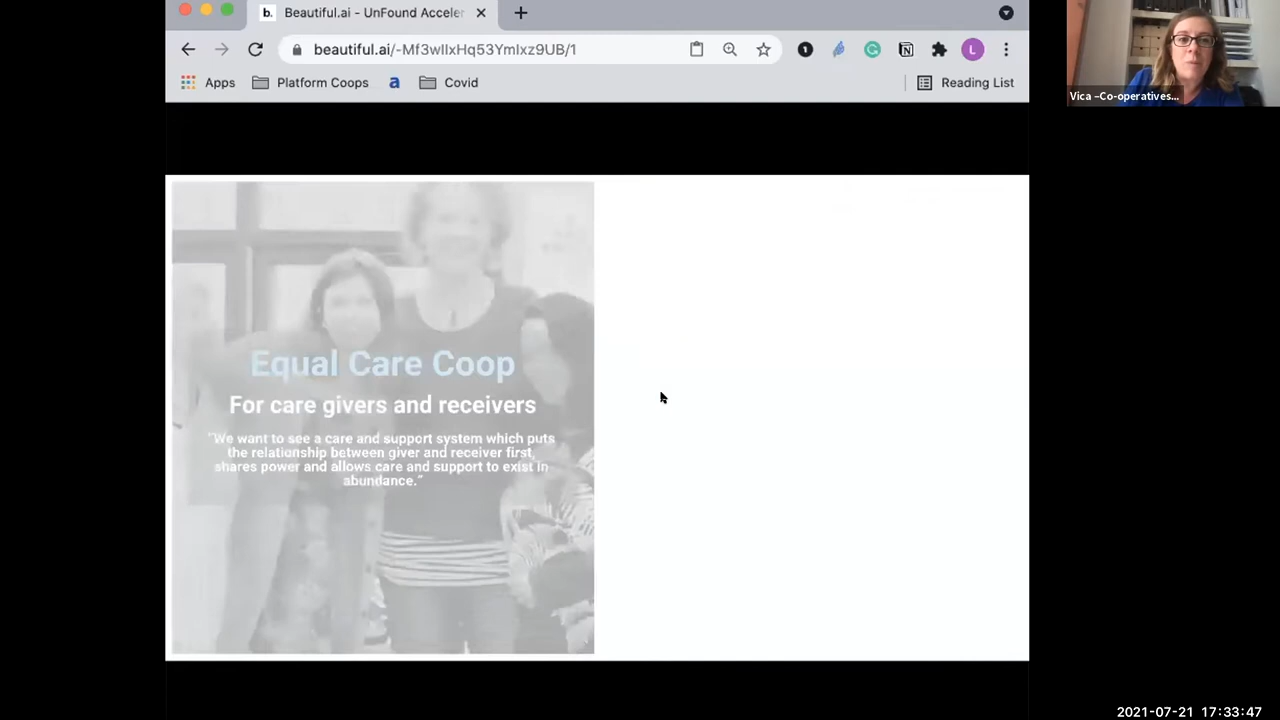 b. Beautiful.ai - UnFound Acceler
beautiful.ai/-Mf3wIIxHq53YmIxz9UB/1
Apps Platform Coops a Covid Reading List
L
Vica –Co-operatives...
Equal Care Coop
For care givers and receivers
"We want to see a care and support system which puts
the relationship between giver and receiver first,
shares power and allows care and support to exist in
abundance."
2021-07-21 17:33:47